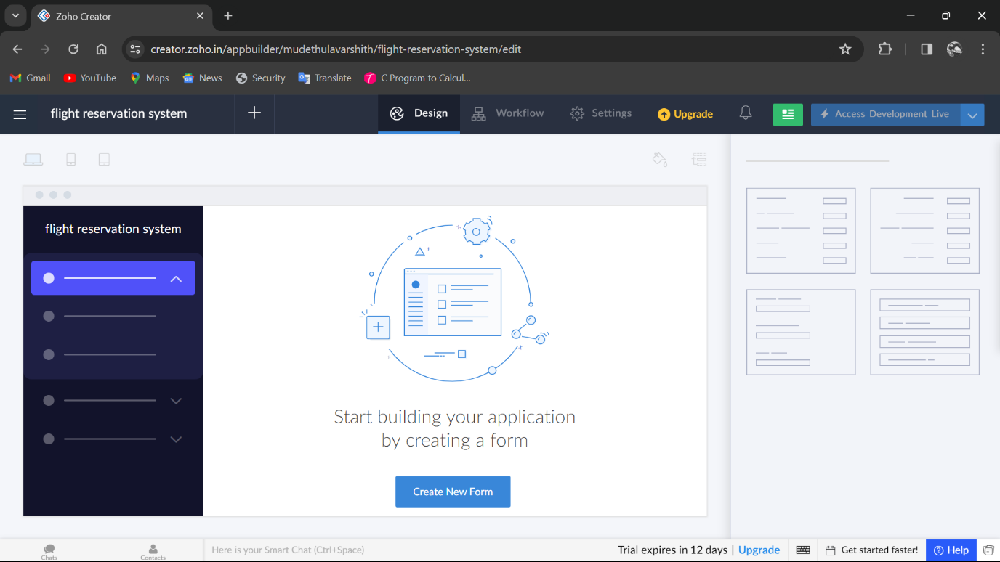 Zoho Creator
creator.zoho.in/appbuilder/mudethulavarshith/flight-reservation-system/edit
Gmail YouTube Maps News Security Translate C Program to Calcul...
flight reservation system Design Workflow Settings Upgrade Access Development Live
flight reservation system
Start building your application
by creating a form
Create New Form
Chats Contacts Here is your Smart Chat (Ctrl+Space) Trial expires in 12 days | Upgrade Get started faster! Help